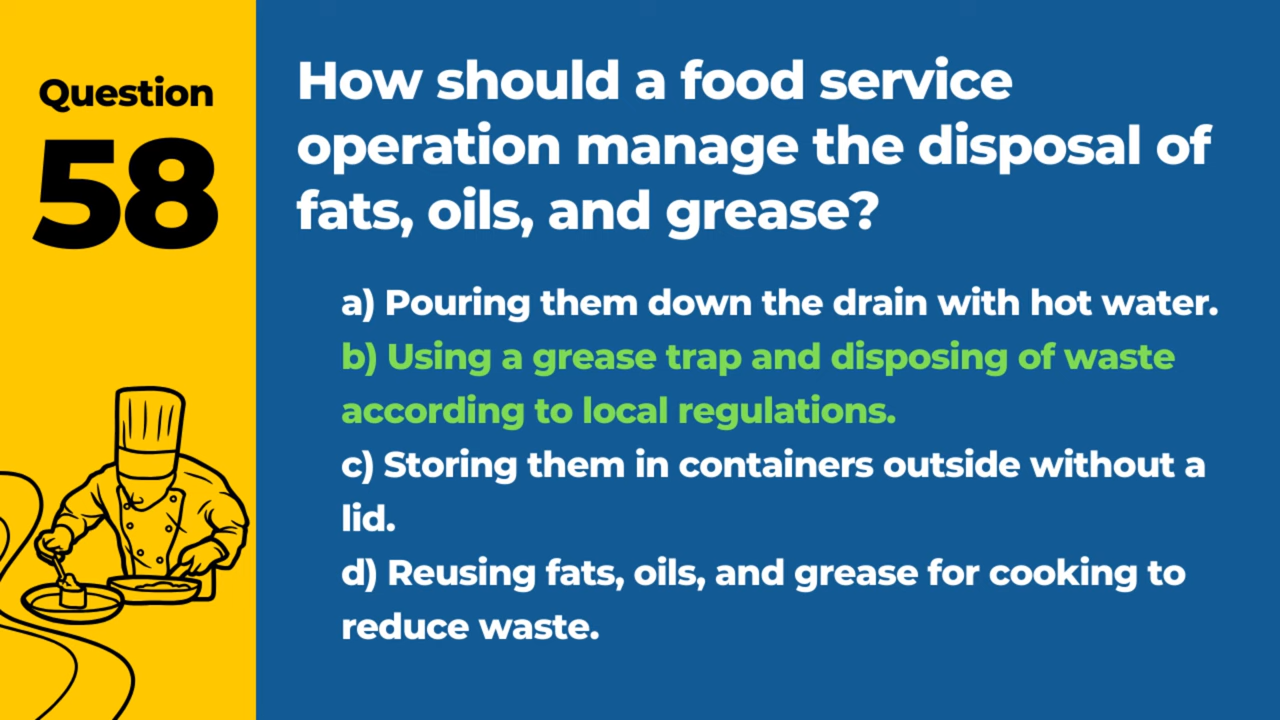 Question
58
How should a food service
operation manage the disposal of
fats, oils, and grease?
a) Pouring them down the drain with hot water.
b) Using a grease trap and disposing of waste
according to local regulations.
c) Storing them in containers outside without a
lid.
d) Reusing fats, oils, and grease for cooking to
reduce waste.